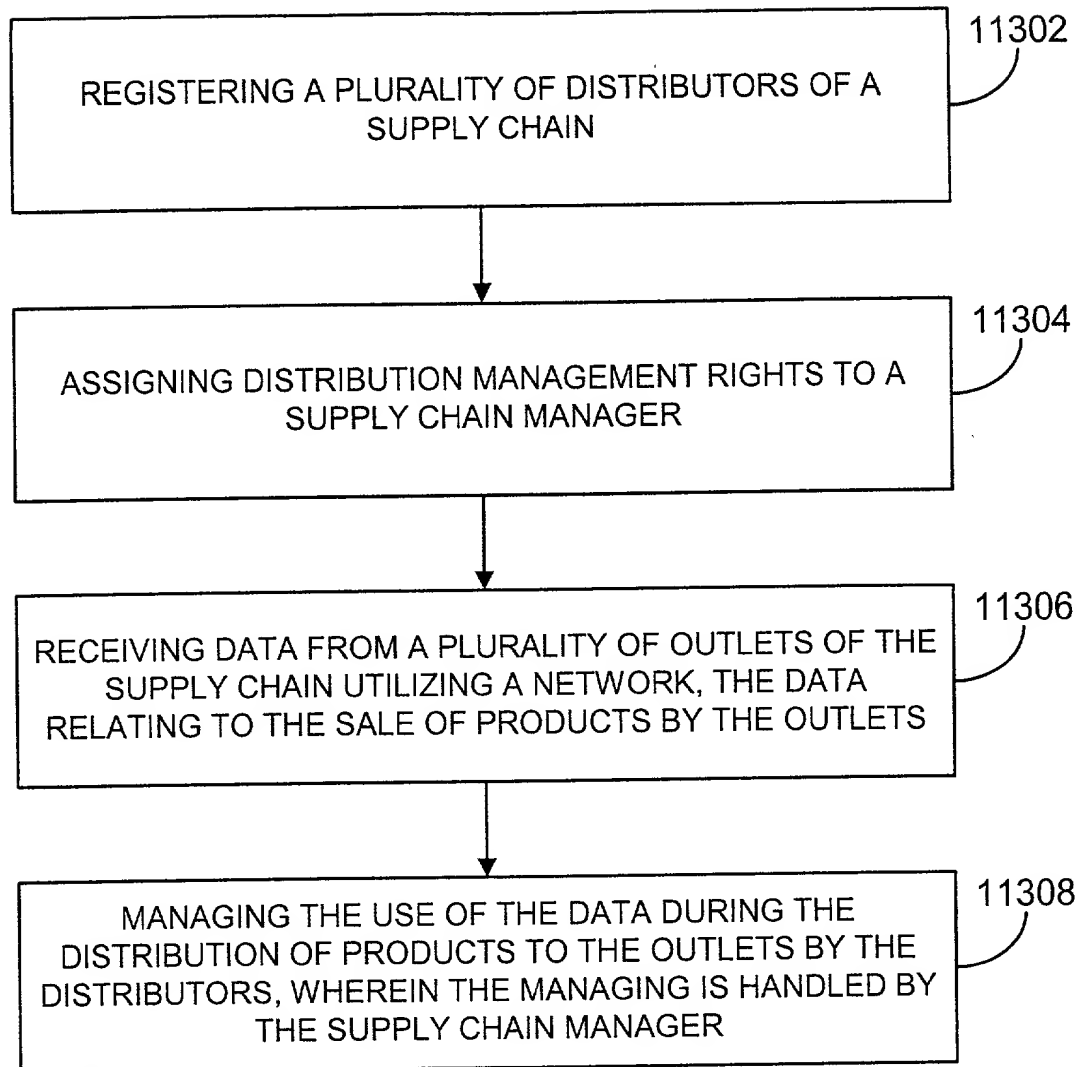 11302
REGISTERING A PLURALITY OF DISTRIBUTORS OF A
SUPPLY CHAIN
11304
ASSIGNING DISTRIBUTION MANAGEMENT RIGHTS TO A
SUPPLY CHAIN MANAGER
11306
RECEIVING DATA FROM A PLURALITY OF OUTLETS OF THE
SUPPLY CHAIN UTILIZING A NETWORK, THE DATA
RELATING TO THE SALE OF PRODUCTS BY THE OUTLETS
11308
MANAGING THE USE OF THE DATA DURING THE
DISTRIBUTION OF PRODUCTS TO THE OUTLETS BY THE
DISTRIBUTORS, WHEREIN THE MANAGING IS HANDLED BY
THE SUPPLY CHAIN MANAGER